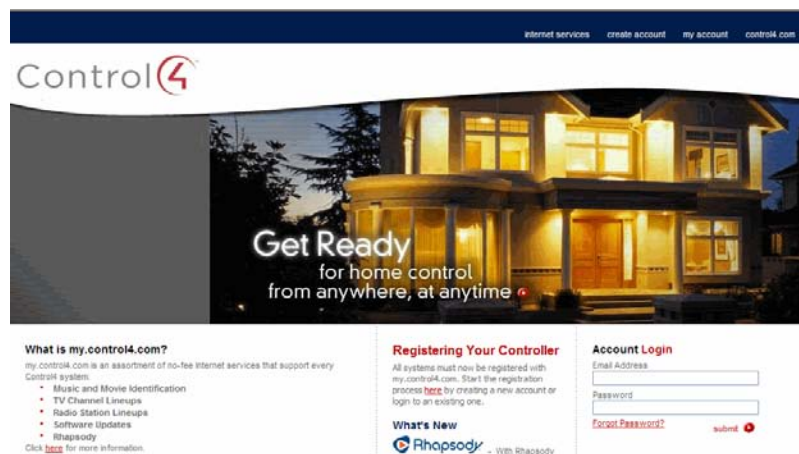 internet services create account my account control4.com
Control4
Get Ready
for home control
from anywhere, at anytime
What is my.control4.com?
my.control4.com is an assortment of no-fee Internet services that support every
Control4 system.
• Music and Movie Identification
• TV Channel Lineups
• Radio Station Lineups
• Software Updates
• Rhapsody
Click here for more information.
Registering Your Controller
All systems must now be registered with
my.control4.com. Start the registration
process here by creating a new account or
login to an existing one.
What's New
Rhapsody - With Rhapsody
Account Login
Email Address
Password
Forgot Password?
submit